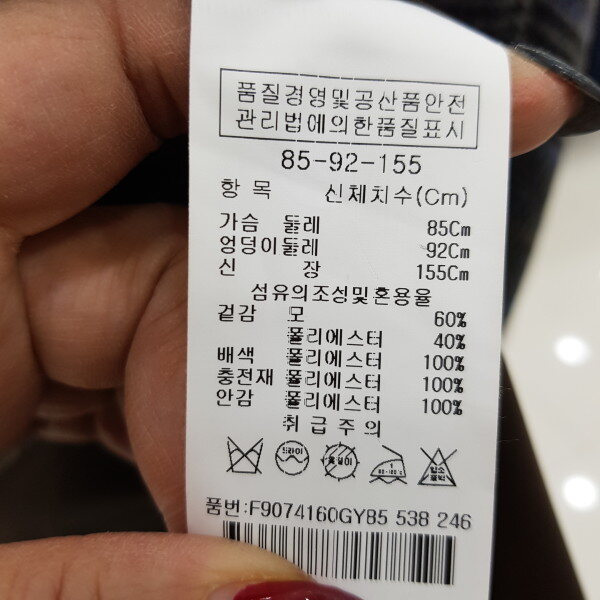 품질경영및공산품안전
관리법에의한품질표시
85-92-155
항 목 신체치수(Cm)
가슴 둘레 85Cm
엉덩이둘레 92Cm
신 장 155Cm
섬유의조성및혼용율
겉감 모 60%
폴리에스터 40%
배색 폴리에스터 100%
충전재 폴리에스터 100%
안감 폴리에스터 100%
취급주의
드라이
품번:F9074160GY85 538 246